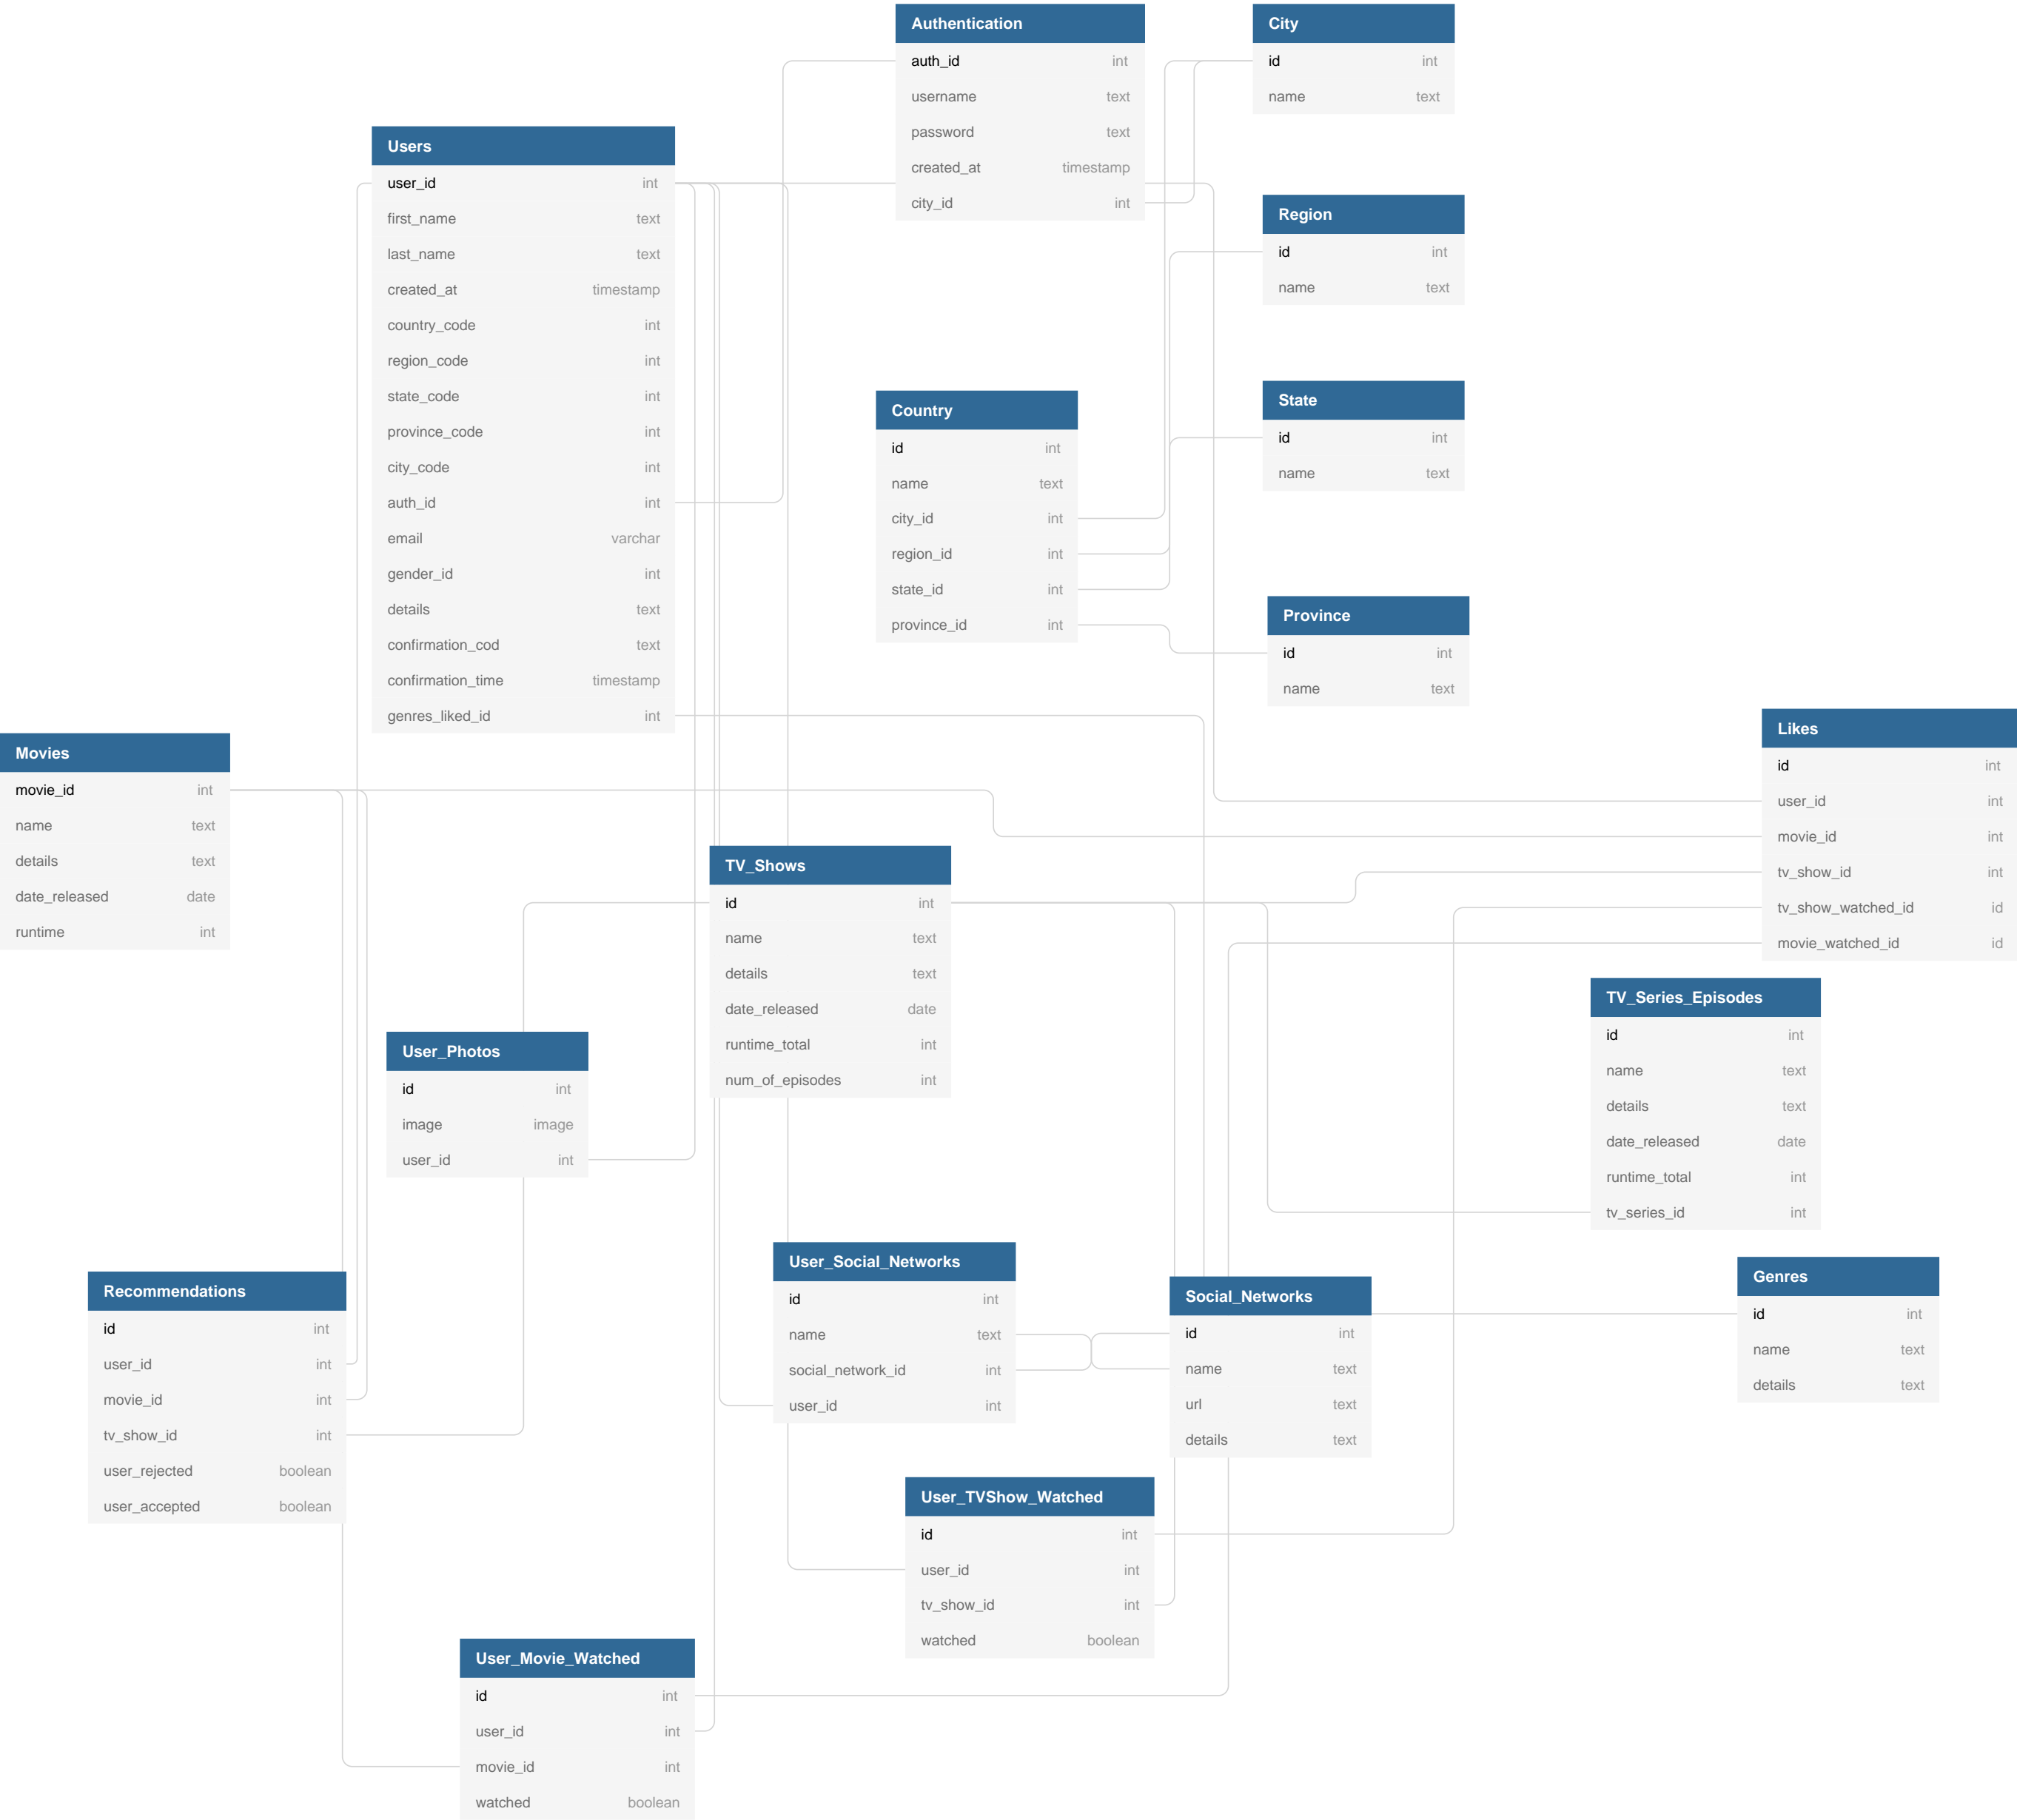 Authentication
auth_id int
username text
password text
created_at timestamp
city_id int
City
id int
name text
Users
user_id int
first_name text
last_name text
created_at timestamp
country_code int
region_code int
state_code int
province_code int
city_code int
auth_id int
email varchar
gender_id int
details text
confirmation_cod text
confirmation_time timestamp
genres_liked_id int
Region
id int
name text
Country
id int
name text
city_id int
region_id int
state_id int
province_id int
State
id int
name text
Province
id int
name text
Movies
movie_id int
name text
details text
date_released date
runtime int
Likes
id int
user_id int
movie_id int
tv_show_id int
tv_show_watched_id id
movie_watched_id id
TV_Shows
id int
name text
details text
date_released date
runtime_total int
num_of_episodes int
User_Photos
id int
image image
user_id int
TV_Series_Episodes
id int
name text
details text
date_released date
runtime_total int
tv_series_id int
Recommendations
id int
user_id int
movie_id int
tv_show_id int
user_rejected boolean
user_accepted boolean
User_Social_Networks
id int
name text
social_network_id int
user_id int
Social_Networks
id int
name text
url text
details text
Genres
id int
name text
details text
User_TVShow_Watched
id int
user_id int
tv_show_id int
watched boolean
User_Movie_Watched
id int
user_id int
movie_id int
watched boolean